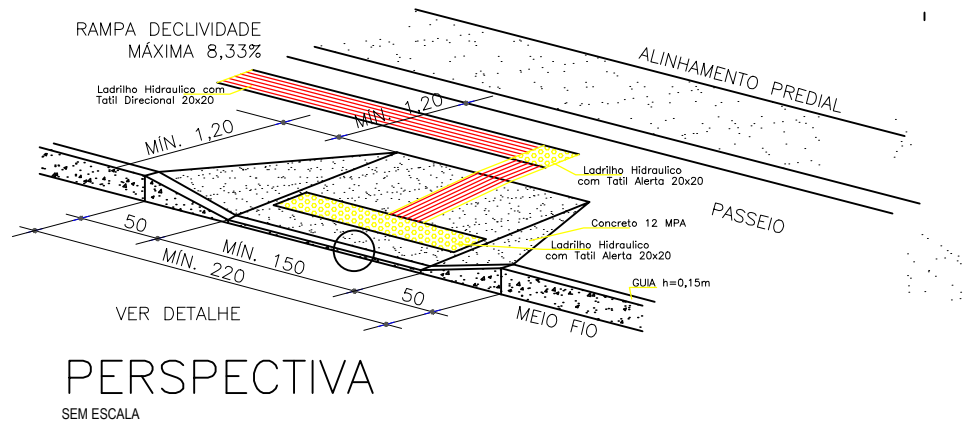 RAMPA DECLIVIDADE
MÁXIMA 8,33%
Ladrilho Hidraulico com
Tatil Direcional 20x20
ALINHAMENTO PREDIAL
MÍN. 1,20
MÍN. 1,20
Ladrilho Hidraulico
com Tatil Alerta 20x20
PASSEIO
Concreto 12 MPA
Ladrilho Hidraulico
com Tatil Alerta 20x20
50
MÍN. 150
MÍN. 220
50
GUIA h=0,15m
MEIO FIO
VER DETALHE
PERSPECTIVA
SEM ESCALA